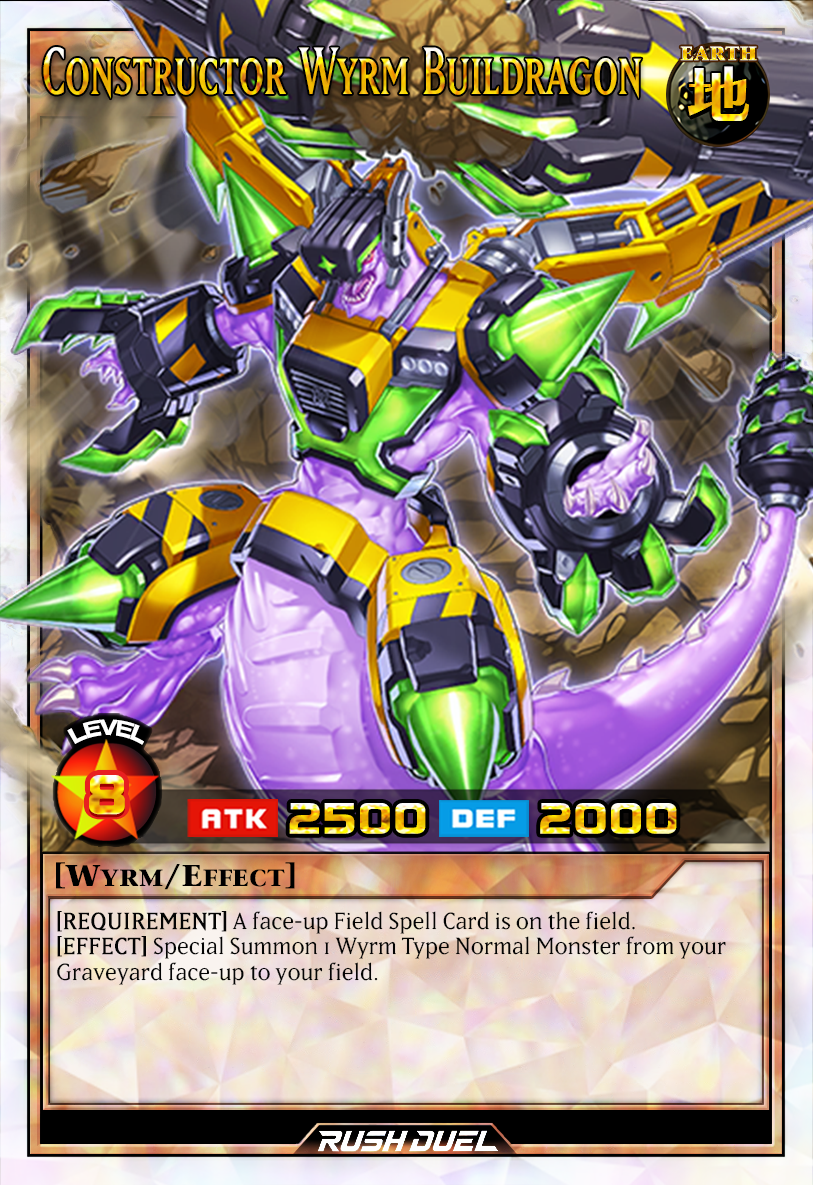 Constructor Wyrm Buildragon
EARTH
地
LEVEL
8
ATK 2500 DEF 2000
[Wyrm/Effect]
[REQUIREMENT] A face-up Field Spell Card is on the field.
[EFFECT] Special Summon 1 Wyrm Type Normal Monster from your
Graveyard face-up to your field.
RUSH DUEL